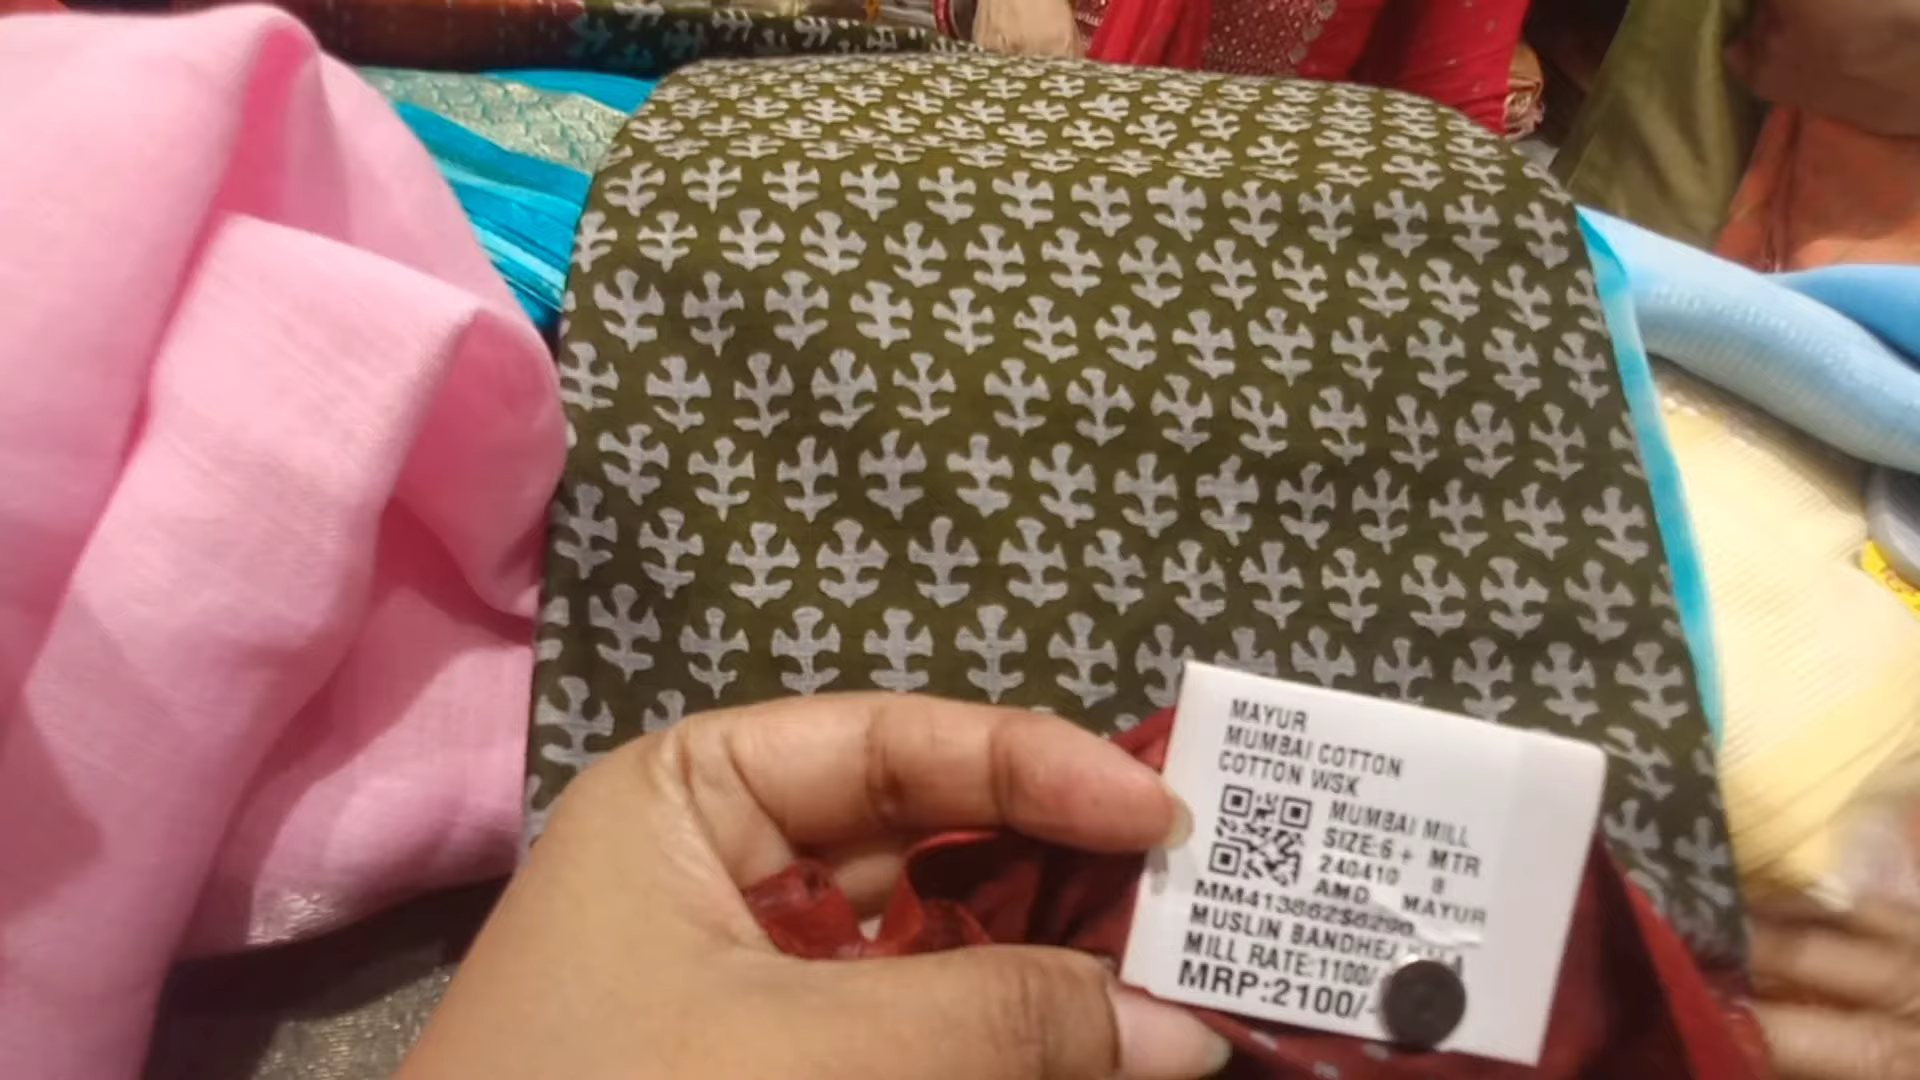 MAYUR
MUMBAI COTTON
COTTON WSK
MUMBAI MILL
SIZE:6+ MTR
240410 8
AMD MAYUR
MUSLIN BANDHEJ
MILL RATE:1100/
MRP:2100/-